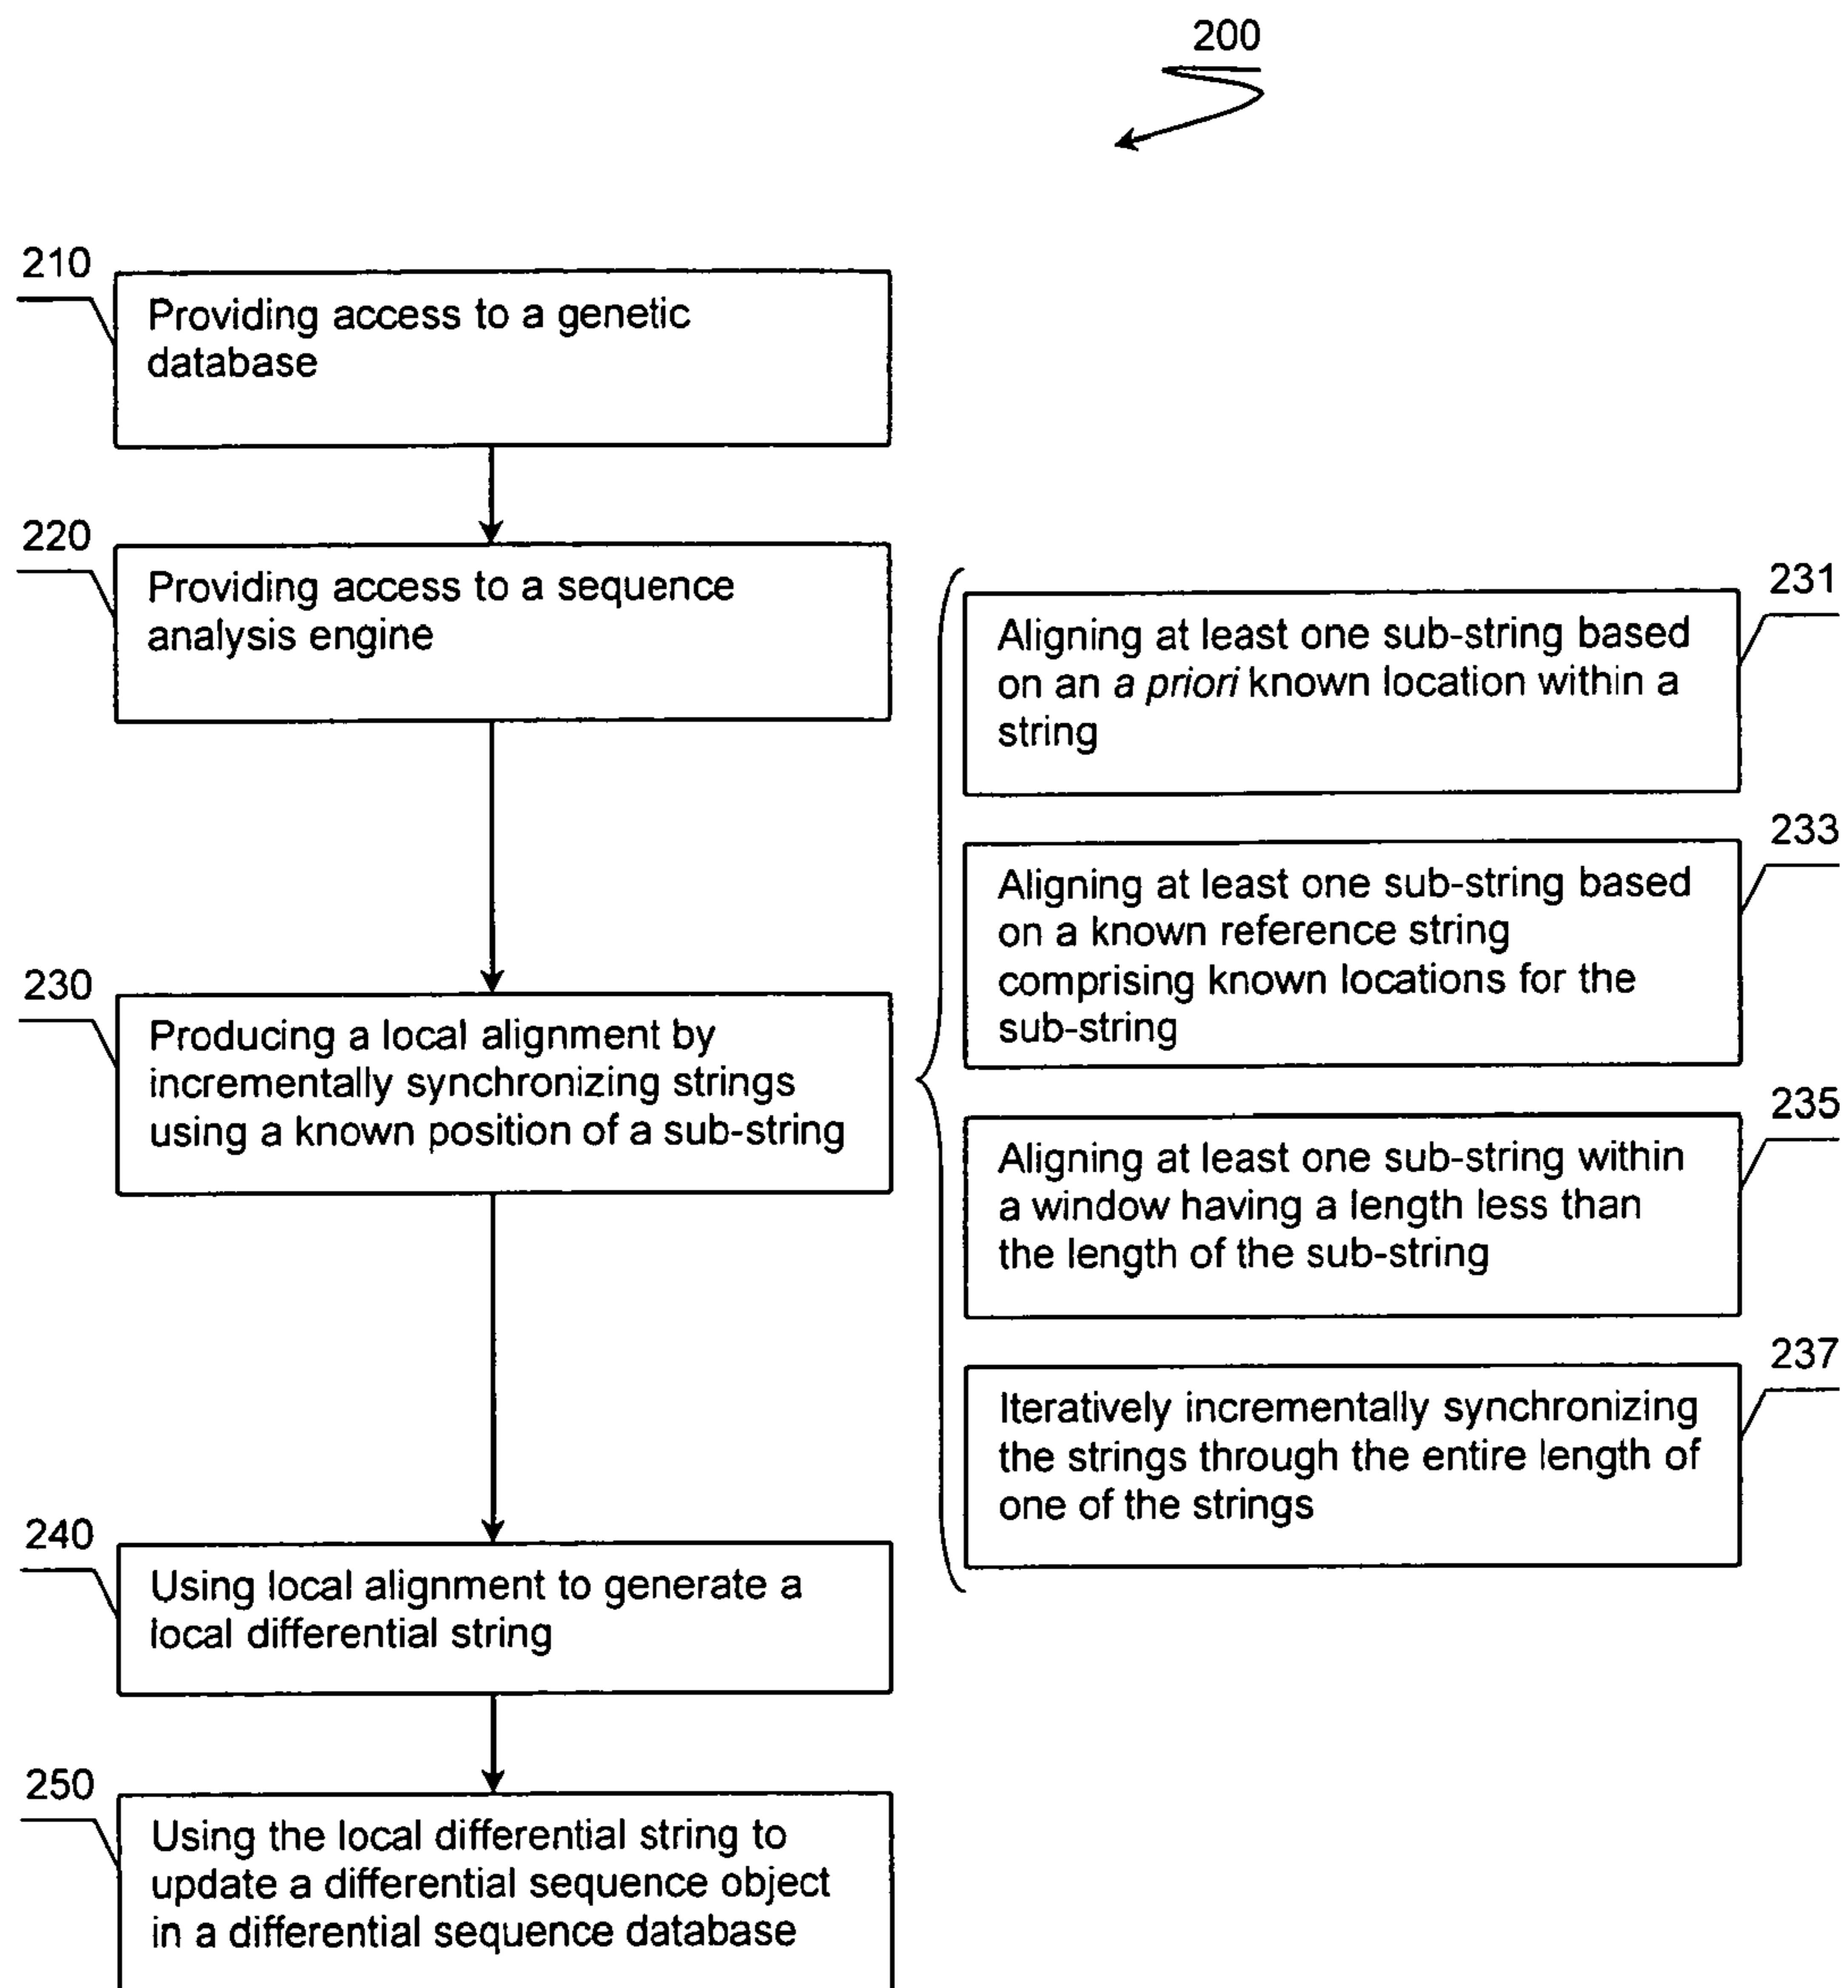 200
210
Providing access to a genetic
database
220
Providing access to a sequence
analysis engine
230
Producing a local alignment by
incrementally synchronizing strings
using a known position of a sub-string
231
Aligning at least one sub-string based
on an a priori known location within a
string
233
Aligning at least one sub-string based
on a known reference string
comprising known locations for the
sub-string
235
Aligning at least one sub-string within
a window having a length less than
the length of the sub-string
237
Iteratively incrementally synchronizing
the strings through the entire length of
one of the strings
240
Using local alignment to generate a
local differential string
250
Using the local differential string to
update a differential sequence object
in a differential sequence database